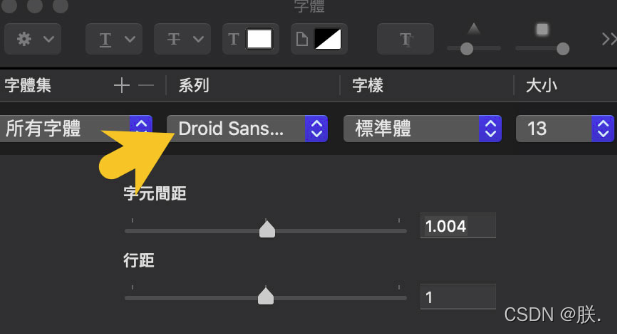 字體
T T T T
字體集 系列 字樣 大小
所有字體 Droid Sans... 標準體 13
字元間距
1.004
行距
1
CSDN @朕.